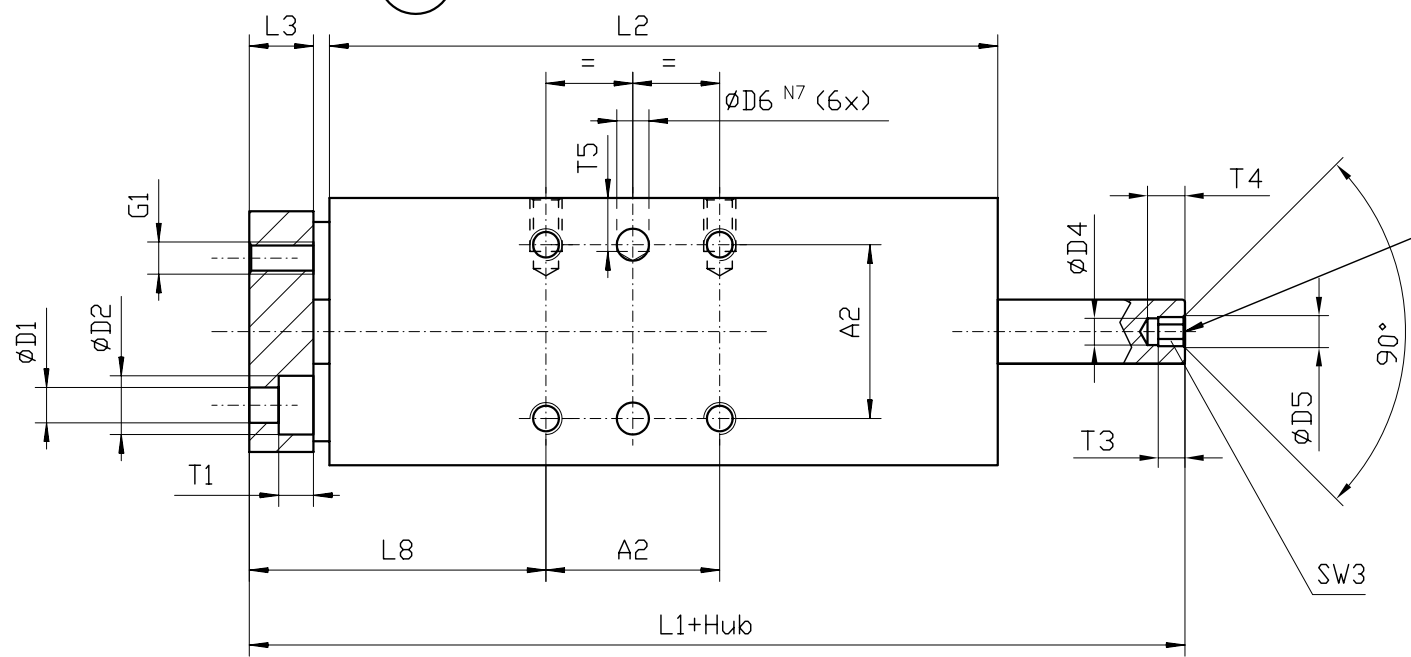 L3
L2
= =
øD6 N7 (6x)
T5
T4
G1
øD4
øD2
øD1
A2
90°
øD5
T3
T1
L8
A2
SW3
L1+Hub